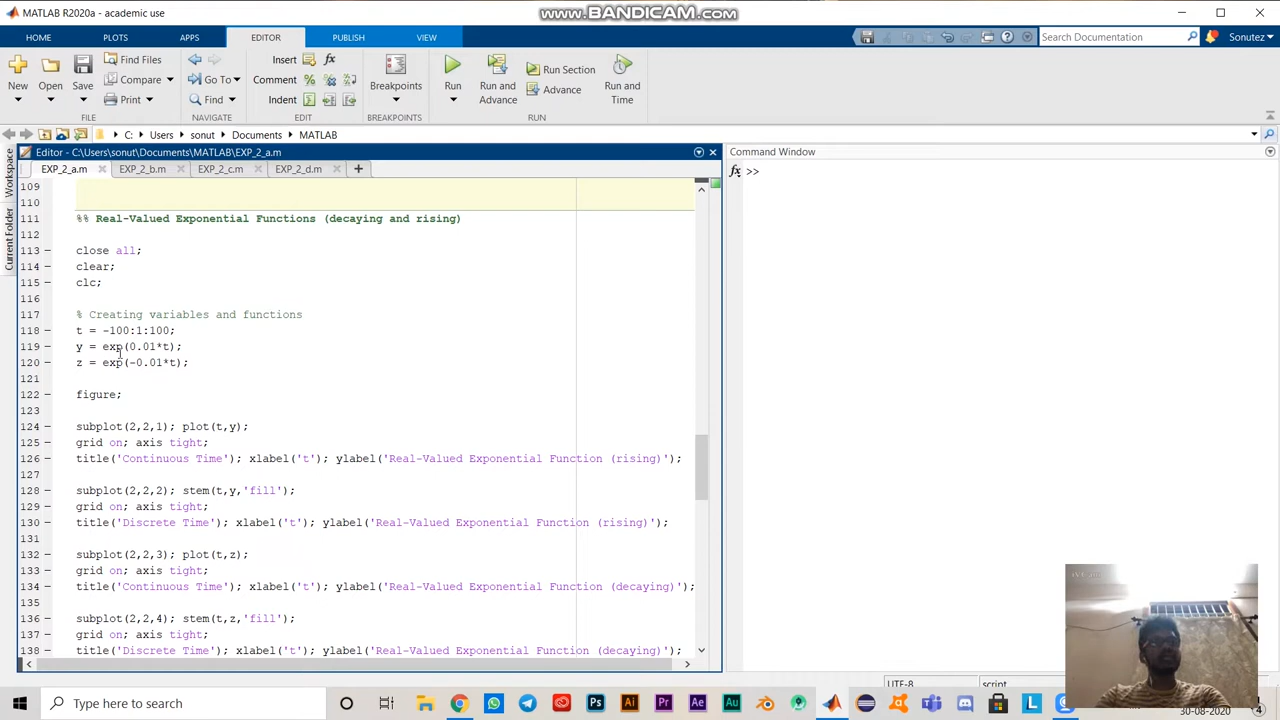 MATLAB R2020a - academic use
www.BANDICAM.com
HOME PLOTS APPS EDITOR PUBLISH VIEW
Search Documentation
Sonutez
New Open Save Find Files Compare Print
Go To Find
Insert Comment Indent
Breakpoints
Run Run and Advance Run Section Advance Run and Time
FILE NAVIGATE EDIT BREAKPOINTS RUN
C: Users sonut Documents MATLAB
Editor - C:\Users\sonut\Documents\MATLAB\EXP_2_a.m
Command Window
EXP_2_a.m EXP_2_b.m EXP_2_c.m EXP_2_d.m
Workspace
Current Folder
fx >>
109
110
111 %% Real-Valued Exponential Functions (decaying and rising)
112
113 close all;
114 clear;
115 clc;
116
117 % Creating variables and functions
118 t = -100:1:100;
119 y = exp(0.01*t);
120 z = exp(-0.01*t);
121
122 figure;
123
124 subplot(2,2,1); plot(t,y);
125 grid on; axis tight;
126 title('Continuous Time'); xlabel('t'); ylabel('Real-Valued Exponential Function (rising)');
127
128 subplot(2,2,2); stem(t,y,'fill');
129 grid on; axis tight;
130 title('Discrete Time'); xlabel('t'); ylabel('Real-Valued Exponential Function (rising)');
131
132 subplot(2,2,3); plot(t,z);
133 grid on; axis tight;
134 title('Continuous Time'); xlabel('t'); ylabel('Real-Valued Exponential Function (decaying)');
135
136 subplot(2,2,4); stem(t,z,'fill');
137 grid on; axis tight;
138 title('Discrete Time'); xlabel('t'); ylabel('Real-Valued Exponential Function (decaying)');
UTF-8 script
Type here to search
30-08-2020